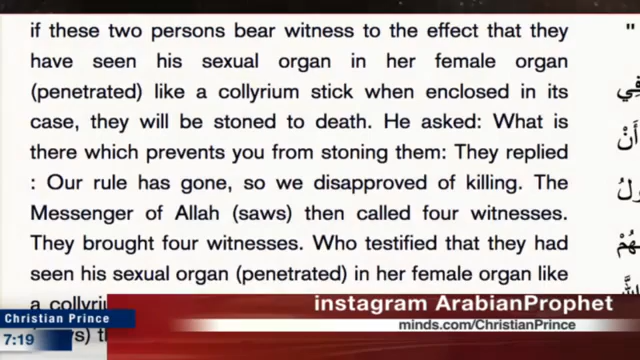 if these two persons bear witness to the effect that they
have seen his sexual organ in her female organ
(penetrated) like a collyrium stick when enclosed in its
case, they will be stoned to death. He asked: What is
there which prevents you from stoning them: They replied
: Our rule has gone, so we disapproved of killing. The
Messenger of Allah (saws) then called four witnesses.
They brought four witnesses. Who testified that they had
seen his sexual organ (penetrated) in her female organ like
a
"
instagram ArabianProphet
minds.com/ChristianPrince
Christian Prince
7:19